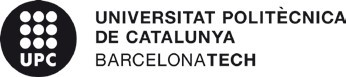 UPC
UNIVERSITAT POLITÈCNICA
DE CATALUNYA
BARCELONATECH